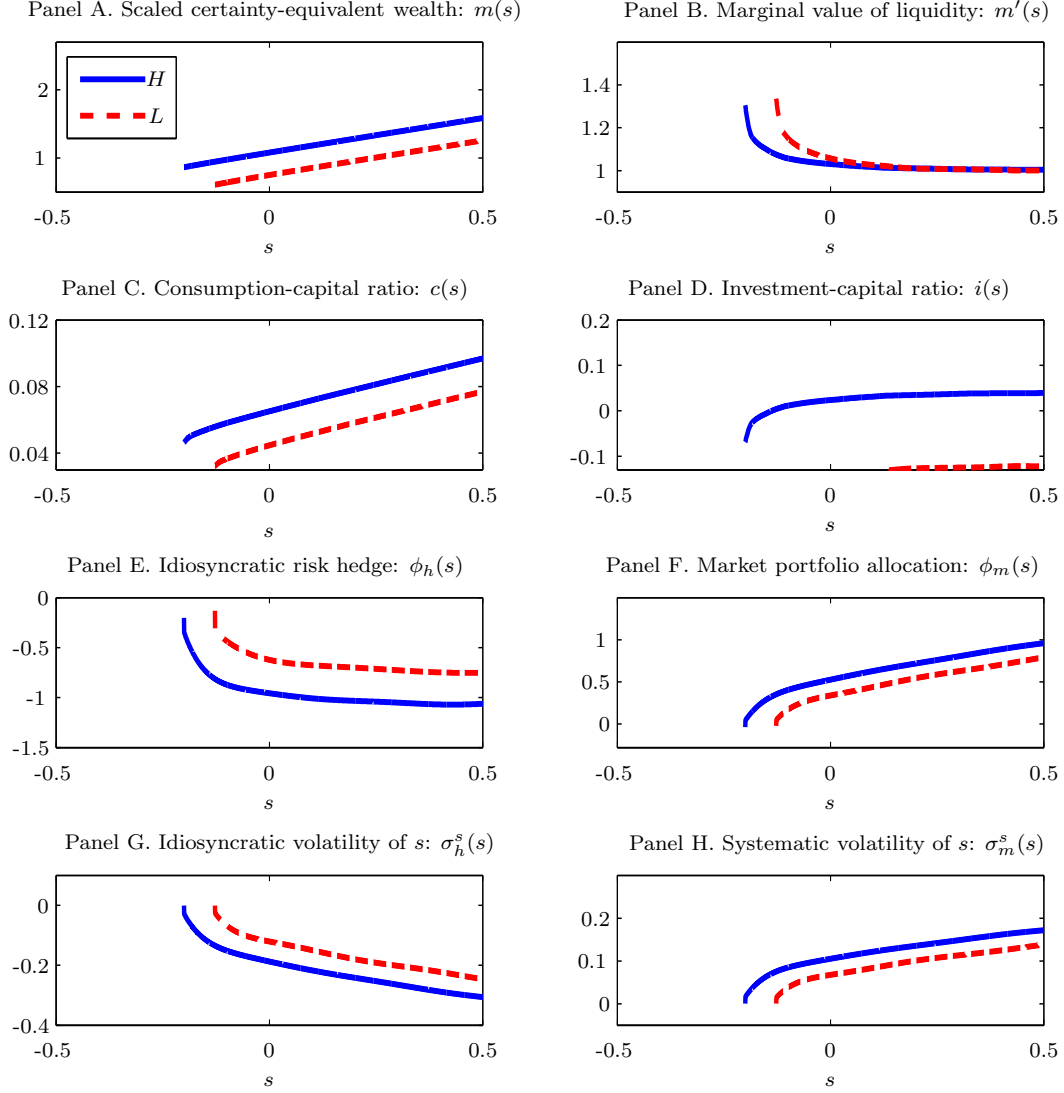 Panel A. Scaled certainty-equivalent wealth: m(s)
2
1
H
L
-0.5
0
0.5
s
Panel B. Marginal value of liquidity: m′(s)
1.4
1.2
1
-0.5
0
0.5
s
Panel C. Consumption-capital ratio: c(s)
0.12
0.08
0.04
-0.5
0
0.5
s
Panel D. Investment-capital ratio: i(s)
0.2
0.1
0
-0.1
-0.5
0
0.5
s
Panel E. Idiosyncratic risk hedge: ϕ_h(s)
0
-0.5
-1
-1.5
-0.5
0
0.5
s
Panel F. Market portfolio allocation: ϕ_m(s)
1
0.5
0
-0.5
0
0.5
s
Panel G. Idiosyncratic volatility of s: σ_h^s(s)
0
-0.2
-0.4
-0.5
0
0.5
s
Panel H. Systematic volatility of s: σ_m^s(s)
0.2
0.1
0
-0.5
0
0.5
s